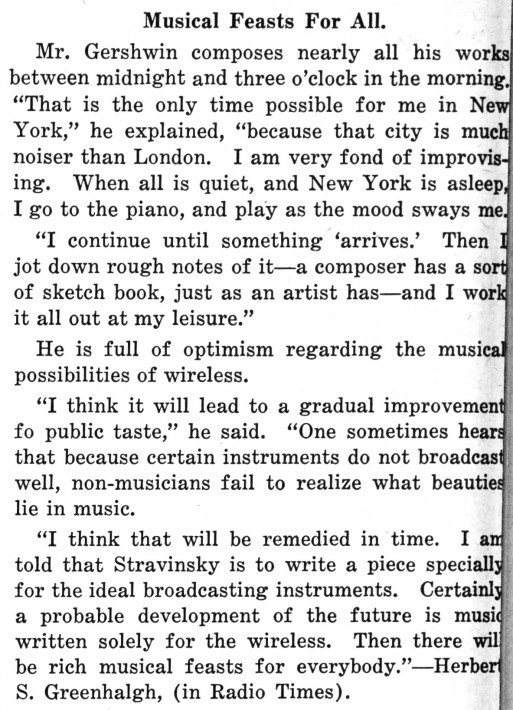 Musical Feasts For All.
Mr. Gershwin composes nearly all his works
between midnight and three o'clock in the morning.
“That is the only time possible for me in New
York,” he explained, “because that city is much
noiser than London. I am very fond of improvis-
ing. When all is quiet, and New York is asleep,
I go to the piano, and play as the mood sways me.
“I continue until something ‘arrives.’ Then I
jot down rough notes of it—a composer has a sort
of sketch book, just as an artist has—and I work
it all out at my leisure.”
He is full of optimism regarding the musical
possibilities of wireless.
“I think it will lead to a gradual improvement
fo public taste,” he said. “One sometimes hears
that because certain instruments do not broadcast
well, non-musicians fail to realize what beauties
lie in music.
“I think that will be remedied in time. I am
told that Stravinsky is to write a piece specially
for the ideal broadcasting instruments. Certainly
a probable development of the future is music
written solely for the wireless. Then there will
be rich musical feasts for everybody.”—Herbert
S. Greenhalgh, (in Radio Times).